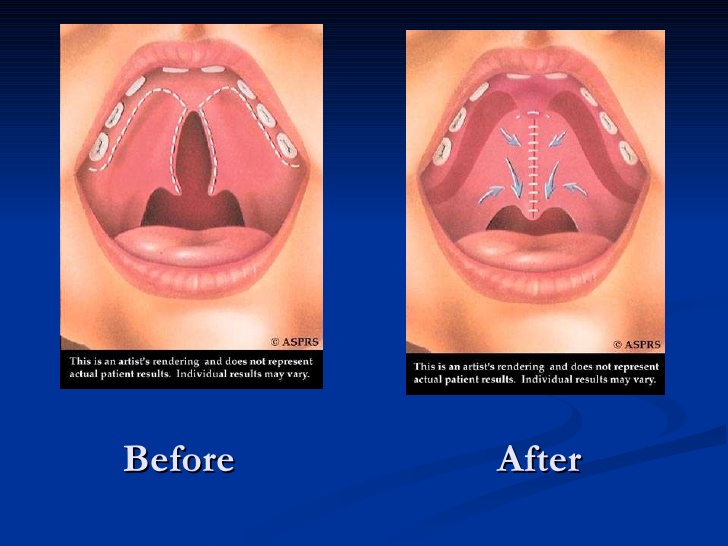 © ASPRS
This is an artist's rendering and does not represent
actual patient results. Individual results may vary.
Before
© ASPRS
This is an artist's rendering and does not represent
actual patient results. Individual results may vary.
After